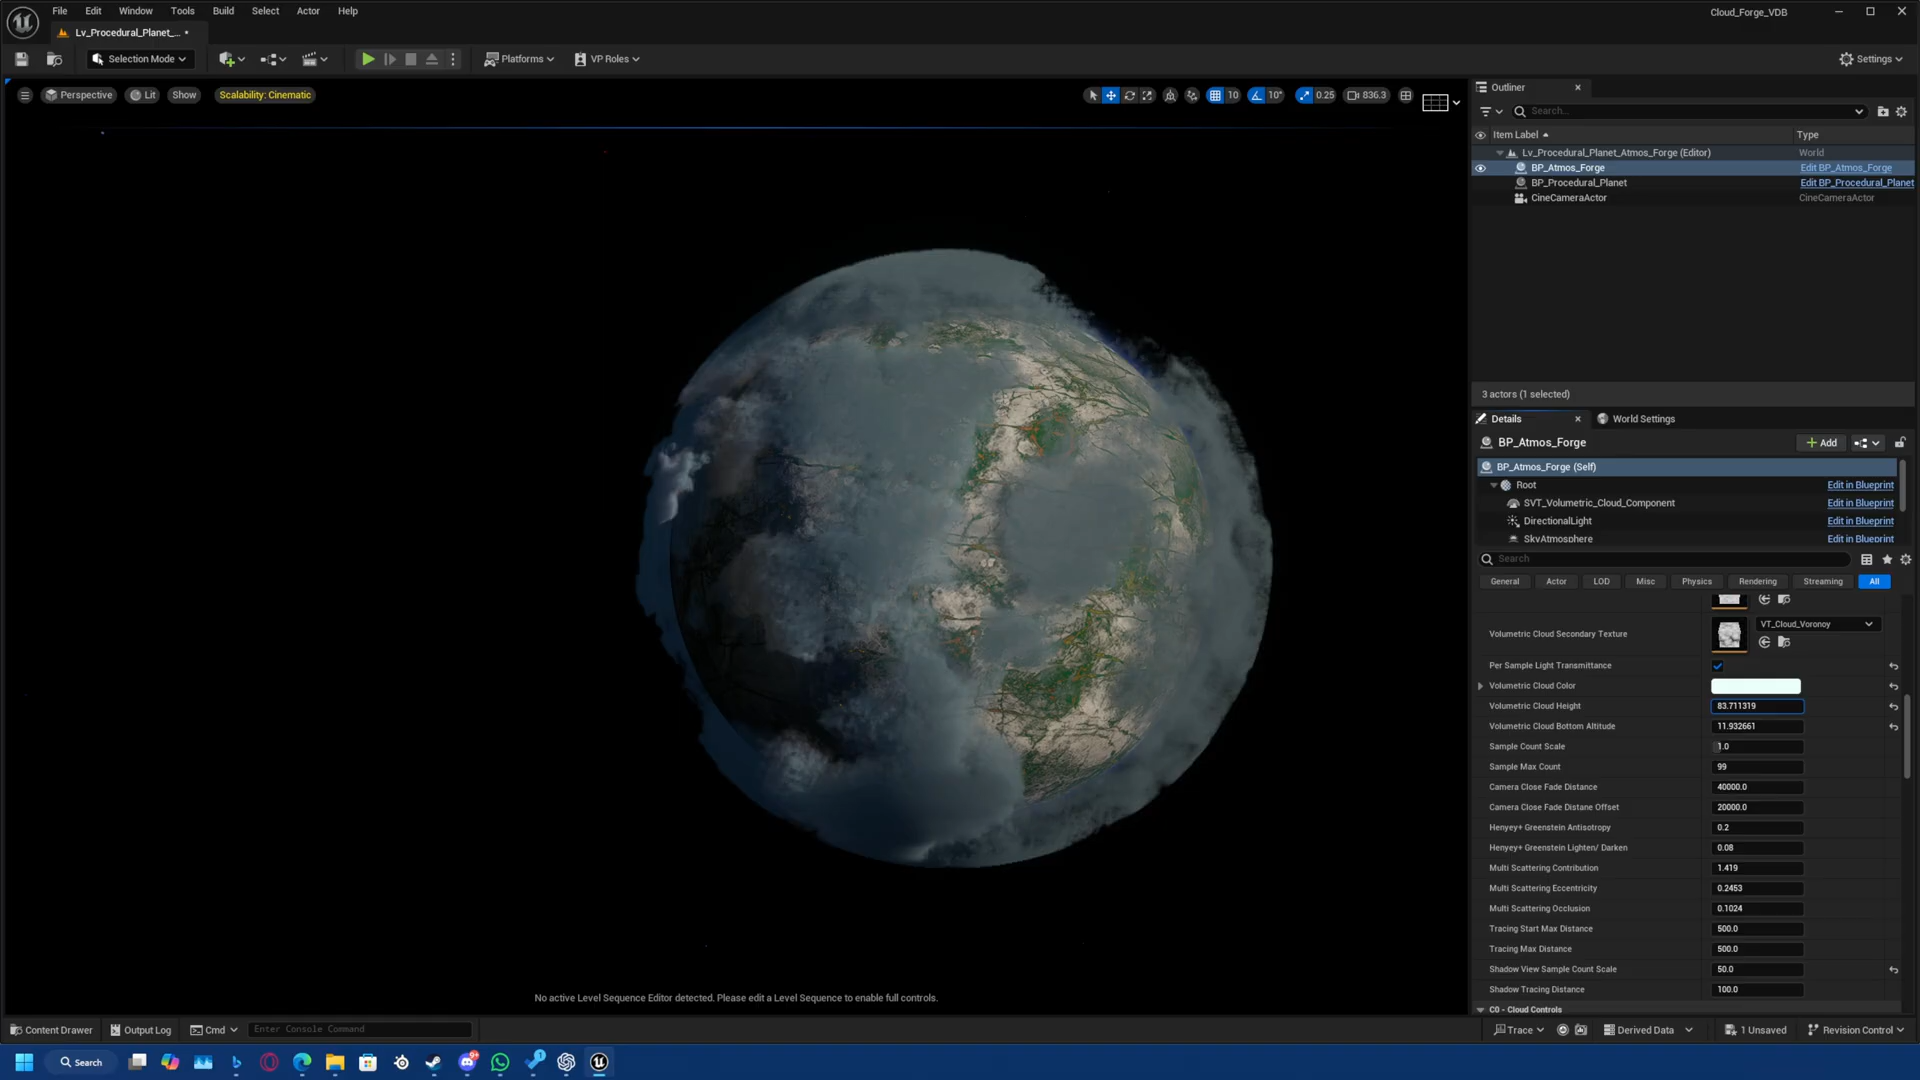 File Edit Window Tools Build Select Actor Help
Cloud_Forge_VDB
Lv_Procedural_Planet_... •
Selection Mode
Platforms
VP Roles
Settings
Perspective Lit Show Scalability: Cinematic
10 10° 0.25 836.3
Outliner
Search...
Item Label Type
Lv_Procedural_Planet_Atmos_Forge (Editor) World
BP_Atmos_Forge Edit BP_Atmos_Forge
BP_Procedural_Planet Edit BP_Procedural_Planet
CineCameraActor CineCameraActor
3 actors (1 selected)
Details World Settings
BP_Atmos_Forge Add
BP_Atmos_Forge (Self)
Root Edit in Blueprint
SVT_Volumetric_Cloud_Component Edit in Blueprint
DirectionalLight Edit in Blueprint
SkyAtmosphere Edit in Blueprint
Search
General Actor LOD Misc Physics Rendering Streaming All
VT_Cloud_Voronoy
Volumetric Cloud Secondary Texture
Per Sample Light Transmittance
Volumetric Cloud Color
Volumetric Cloud Height 83.711319
Volumetric Cloud Bottom Altitude 11.932661
Sample Count Scale 1.0
Sample Max Count 99
Camera Close Fade Distance 40000.0
Camera Close Fade Distane Offset 20000.0
Henyey+ Greenstein Antisotropy 0.2
Henyey+ Greenstein Lighten/ Darken 0.08
Multi Scattering Contribution 1.419
Multi Scattering Eccentricity 0.2453
Multi Scattering Occlusion 0.1024
Tracing Start Max Distance 500.0
Tracing Max Distance 500.0
Shadow View Sample Count Scale 50.0
Shadow Tracing Distance 100.0
C0 - Cloud Controls
No active Level Sequence Editor detected. Please edit a Level Sequence to enable full controls.
Content Drawer Output Log Cmd Enter Console Command
Trace Derived Data 1 Unsaved Revision Control
Search